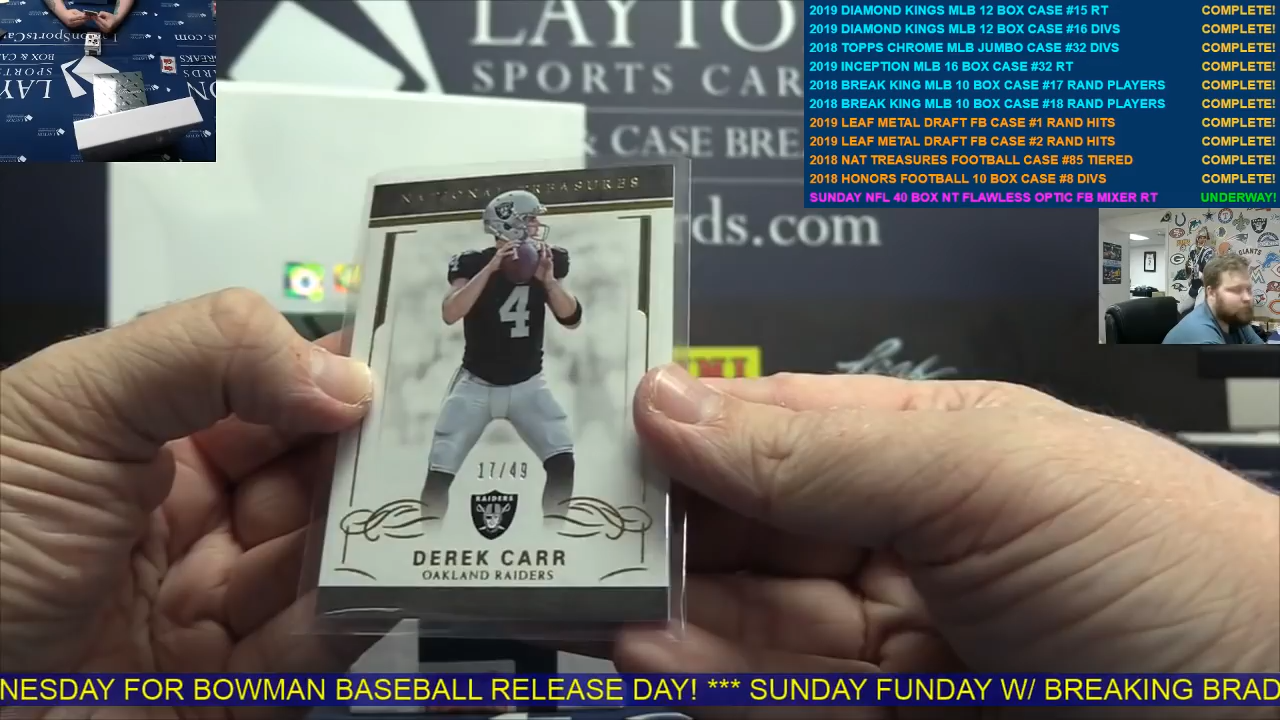 LAYTO
SPORTS CAR
& CASE BRE
rds.com
2019 DIAMOND KINGS MLB 12 BOX CASE #15 RT COMPLETE!
2019 DIAMOND KINGS MLB 12 BOX CASE #16 DIVS COMPLETE!
2018 TOPPS CHROME MLB JUMBO CASE #32 DIVS COMPLETE!
2019 INCEPTION MLB 16 BOX CASE #32 RT COMPLETE!
2018 BREAK KING MLB 10 BOX CASE #17 RAND PLAYERS COMPLETE!
2018 BREAK KING MLB 10 BOX CASE #18 RAND PLAYERS COMPLETE!
2019 LEAF METAL DRAFT FB CASE #1 RAND HITS COMPLETE!
2019 LEAF METAL DRAFT FB CASE #2 RAND HITS COMPLETE!
2018 NAT TREASURES FOOTBALL CASE #85 TIERED COMPLETE!
2018 HONORS FOOTBALL 10 BOX CASE #8 DIVS COMPLETE!
SUNDAY NFL 40 BOX NT FLAWLESS OPTIC FB MIXER RT UNDERWAY!
NATIONAL TREASURES
4
4
17/49
RAIDERS
DEREK CARR
OAKLAND RAIDERS
GIANTS
NESDAY FOR BOWMAN BASEBALL RELEASE DAY! *** SUNDAY FUNDAY W/ BREAKING BRAD